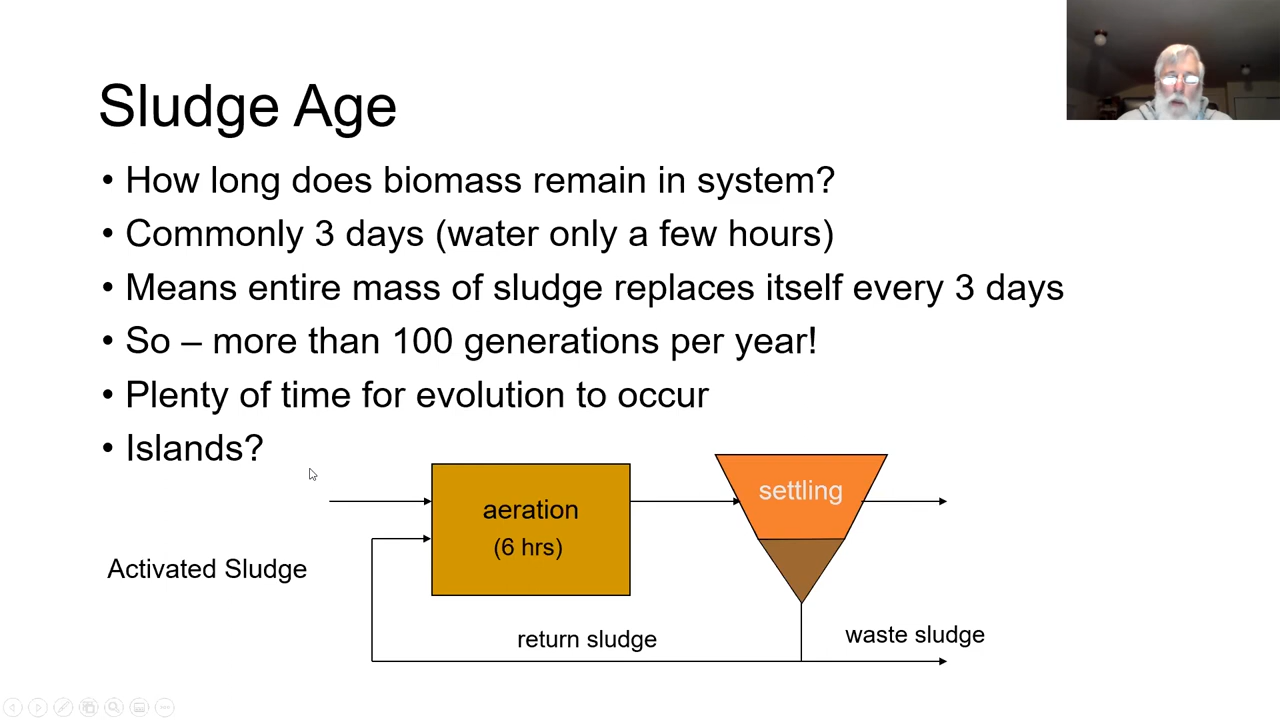 Sludge Age
• How long does biomass remain in system?
• Commonly 3 days (water only a few hours)
• Means entire mass of sludge replaces itself every 3 days
• So – more than 100 generations per year!
• Plenty of time for evolution to occur
• Islands?
settling
aeration
(6 hrs)
Activated Sludge
return sludge
waste sludge